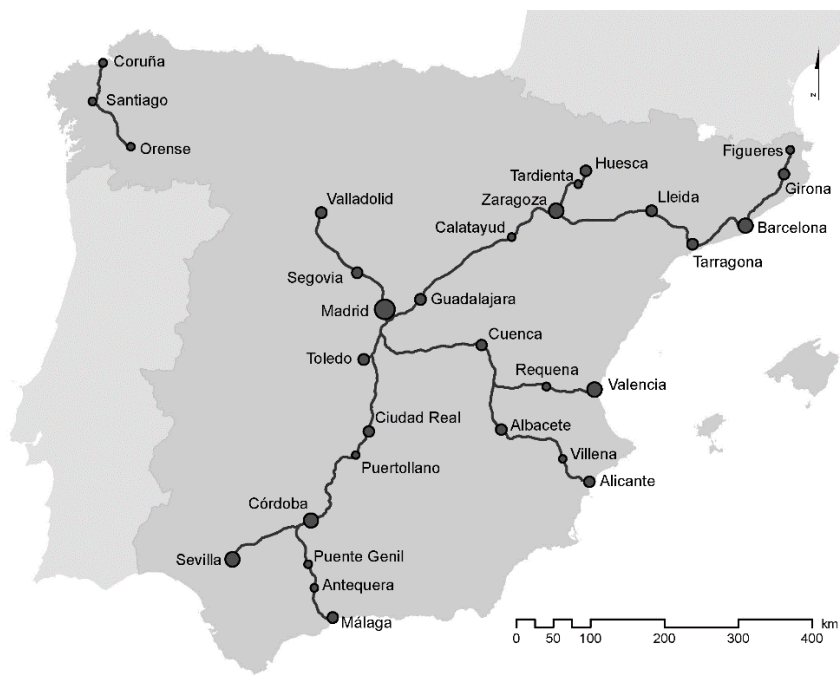 Coruña
Santiago
Orense
z
Figueres
Huesca
Tardienta
Girona
Valladolid
Zaragoza
Lleida
Calatayud
Barcelona
Tarragona
Segovia
Guadalajara
Madrid
Cuenca
Toledo
Requena
Valencia
Ciudad Real
Albacete
Puertollano
Villena
Alicante
Córdoba
Sevilla
Puente Genil
Antequera
Málaga
km
0 50 100 200 300 400